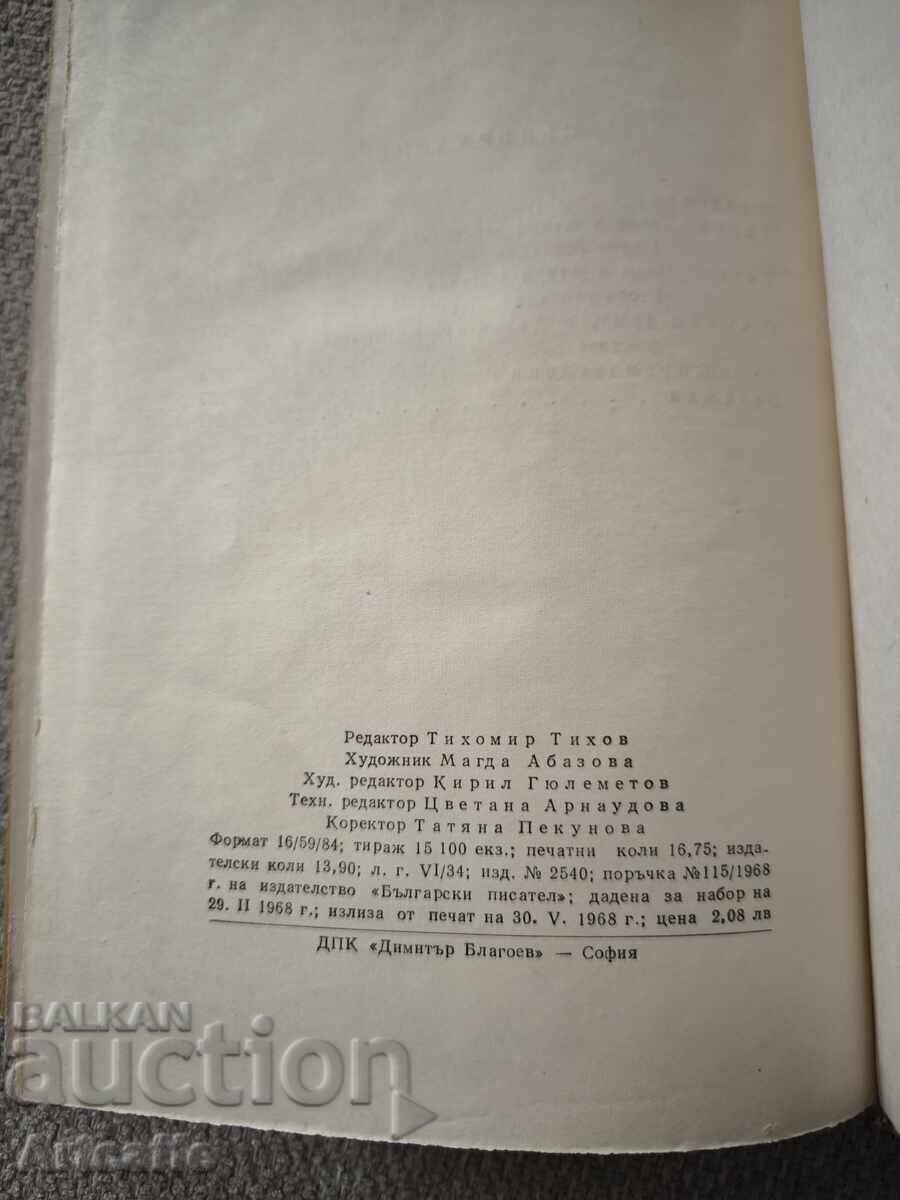 Редактор Тихомир Тихов
Художник Магда Абазова
Худ. редактор Кирил Гюлеметов
Техн. редактор Цветана Арнаудова
Коректор Татяна Пекунова
Формат 16/59/84; тираж 15 100 екз.; печатни коли 16,75; изда-
телски коли 13,90; л. г. VI/34; изд. № 2540; поръчка №115/1968
г. на издателство «Български писател»; дадена за набор на
29. II 1968 г.; излиза от печат на 30. V. 1968 г.; цена 2,08 лв
ДПК «Димитър Благоев» — София
BALKAN
auction
Articaffe